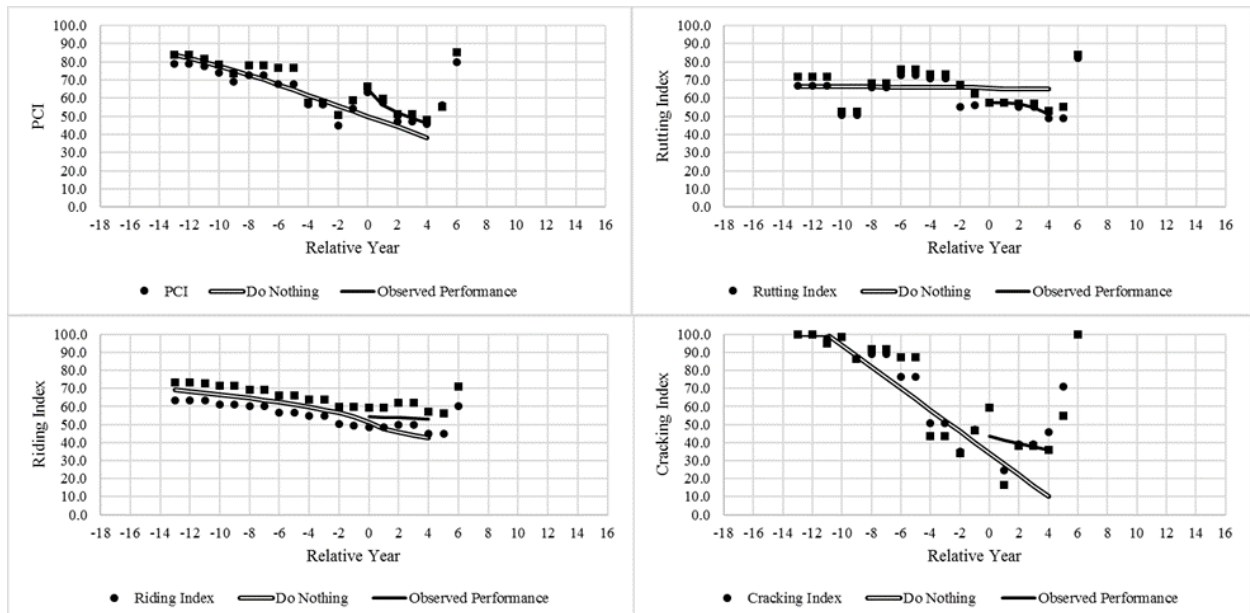 100.0
90.0
80.0
70.0
60.0
50.0
40.0
30.0
20.0
10.0
0.0
PCI
-18 -16 -14 -12 -10 -8 -6 -4 -2 0 2 4 6 8 10 12 14 16
Relative Year
PCI Do Nothing Observed Performance
100.0
90.0
80.0
70.0
60.0
50.0
40.0
30.0
20.0
10.0
0.0
Rutting Index
-18 -16 -14 -12 -10 -8 -6 -4 -2 0 2 4 6 8 10 12 14 16
Relative Year
Rutting Index Do Nothing Observed Performance
100.0
90.0
80.0
70.0
60.0
50.0
40.0
30.0
20.0
10.0
0.0
Riding Index
-18 -16 -14 -12 -10 -8 -6 -4 -2 0 2 4 6 8 10 12 14 16
Relative Year
Riding Index Do Nothing Observed Performance
100.0
90.0
80.0
70.0
60.0
50.0
40.0
30.0
20.0
10.0
0.0
Cracking Index
-18 -16 -14 -12 -10 -8 -6 -4 -2 0 2 4 6 8 10 12 14 16
Relative Year
Cracking Index Do Nothing Observed Performance